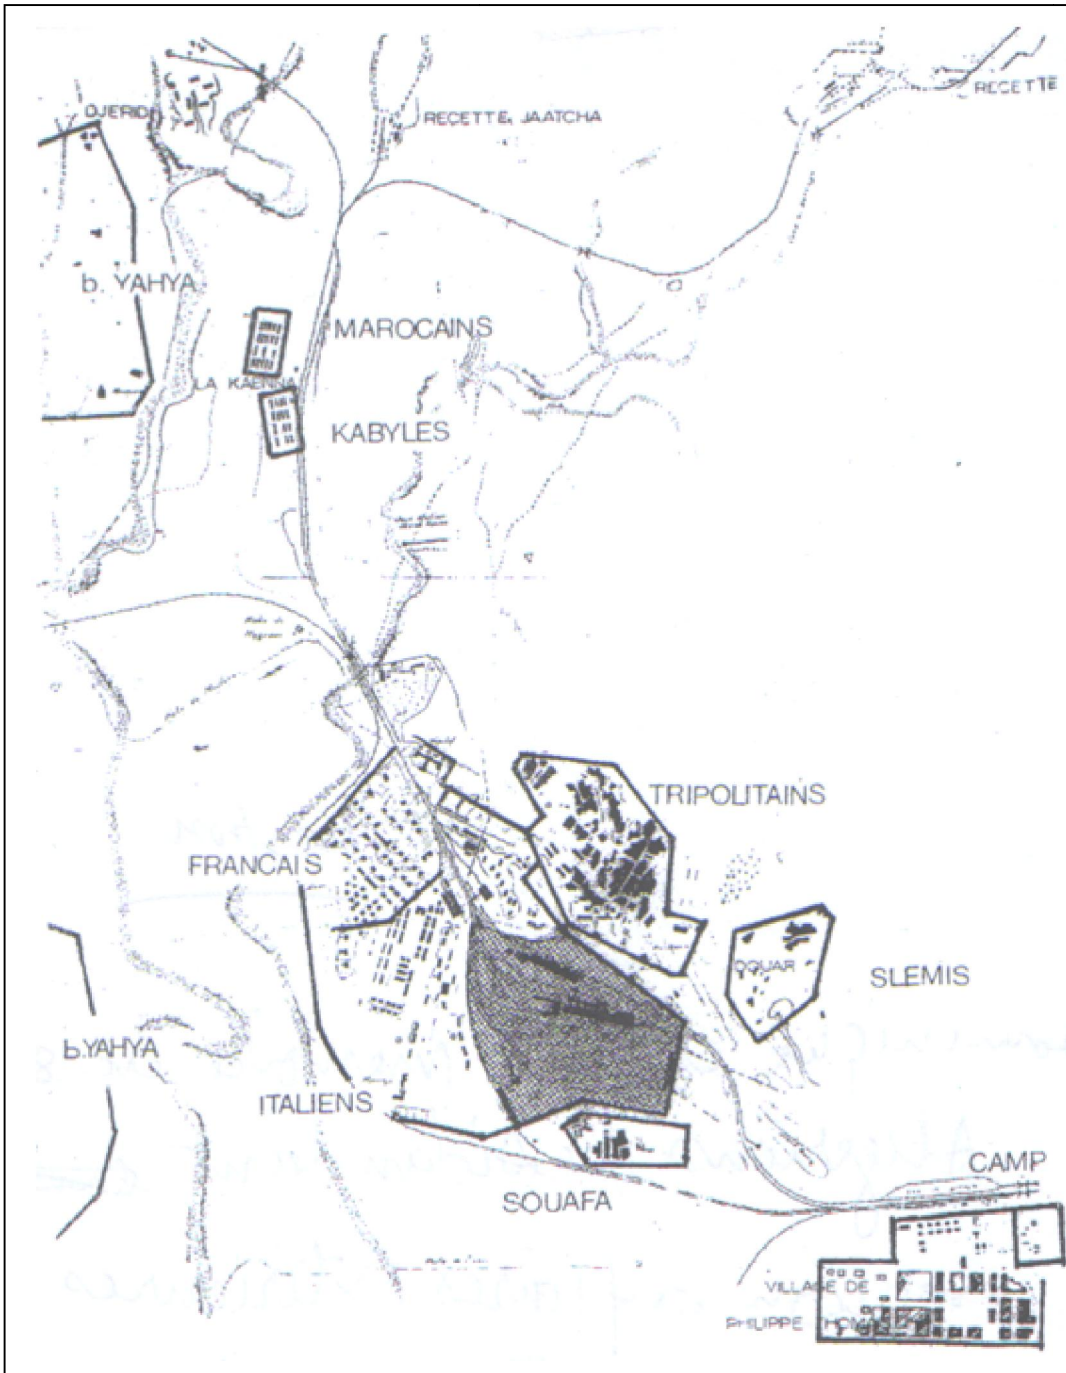 DJERID
RECETTE JAATCHA
RECETTE
b. YAHYA
MAROCAINS
LA KAENNA
KABYLES
TRIPOLITAINS
FRANCAIS
DOUAR
SLEMIS
b.YAHYA
ITALIENS
CAMP
SOUAFA
VILLAGE DE
PHILIPPE THOMAS